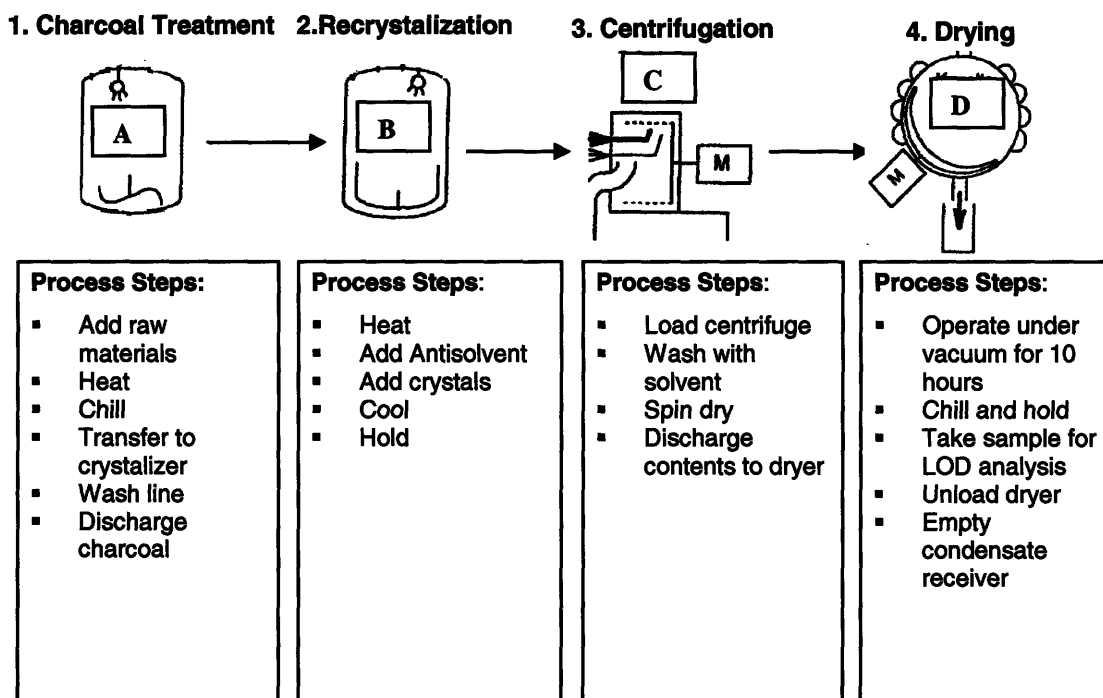 1. Charcoal Treatment
2.Recrystalization
3. Centrifugation
4. Drying
A
B
C
M
D
M
Process Steps:
▪ Add raw
materials
▪ Heat
▪ Chill
▪ Transfer to
crystalizer
▪ Wash line
▪ Discharge
charcoal
Process Steps:
▪ Heat
▪ Add Antisolvent
▪ Add crystals
▪ Cool
▪ Hold
Process Steps:
▪ Load centrifuge
▪ Wash with
solvent
▪ Spin dry
▪ Discharge
contents to dryer
Process Steps:
▪ Operate under
vacuum for 10
hours
▪ Chill and hold
▪ Take sample for
LOD analysis
▪ Unload dryer
▪ Empty
condensate
receiver